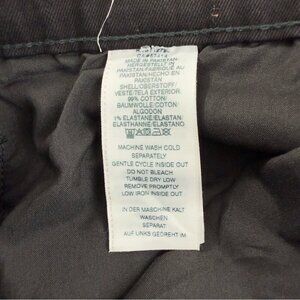 MADE IN PAKISTAN/
HERGESTELLT IN
PAKISTAN/FABRIQUE AU
PAKISTAN/HECHO EN
PAKISTAN
SHELL/OBERSTOFF/
VESTE/TELA EXTERIOR
99% COTTON/
BAUMWOLLE/COTON/
ALGODON
1% ELASTANE/ELASTAN/
ELASTHANNE/ELASTANO
MACHINE WASH COLD
SEPARATELY
GENTLE CYCLE INSIDE OUT
DO NOT BLEACH
TUMBLE DRY LOW
REMOVE PROMPTLY
LOW IRON INSIDE OUT
IN DER MASCHINE KALT
WASCHEN
SEPARAT
AUF LINKS GEDREHT IM